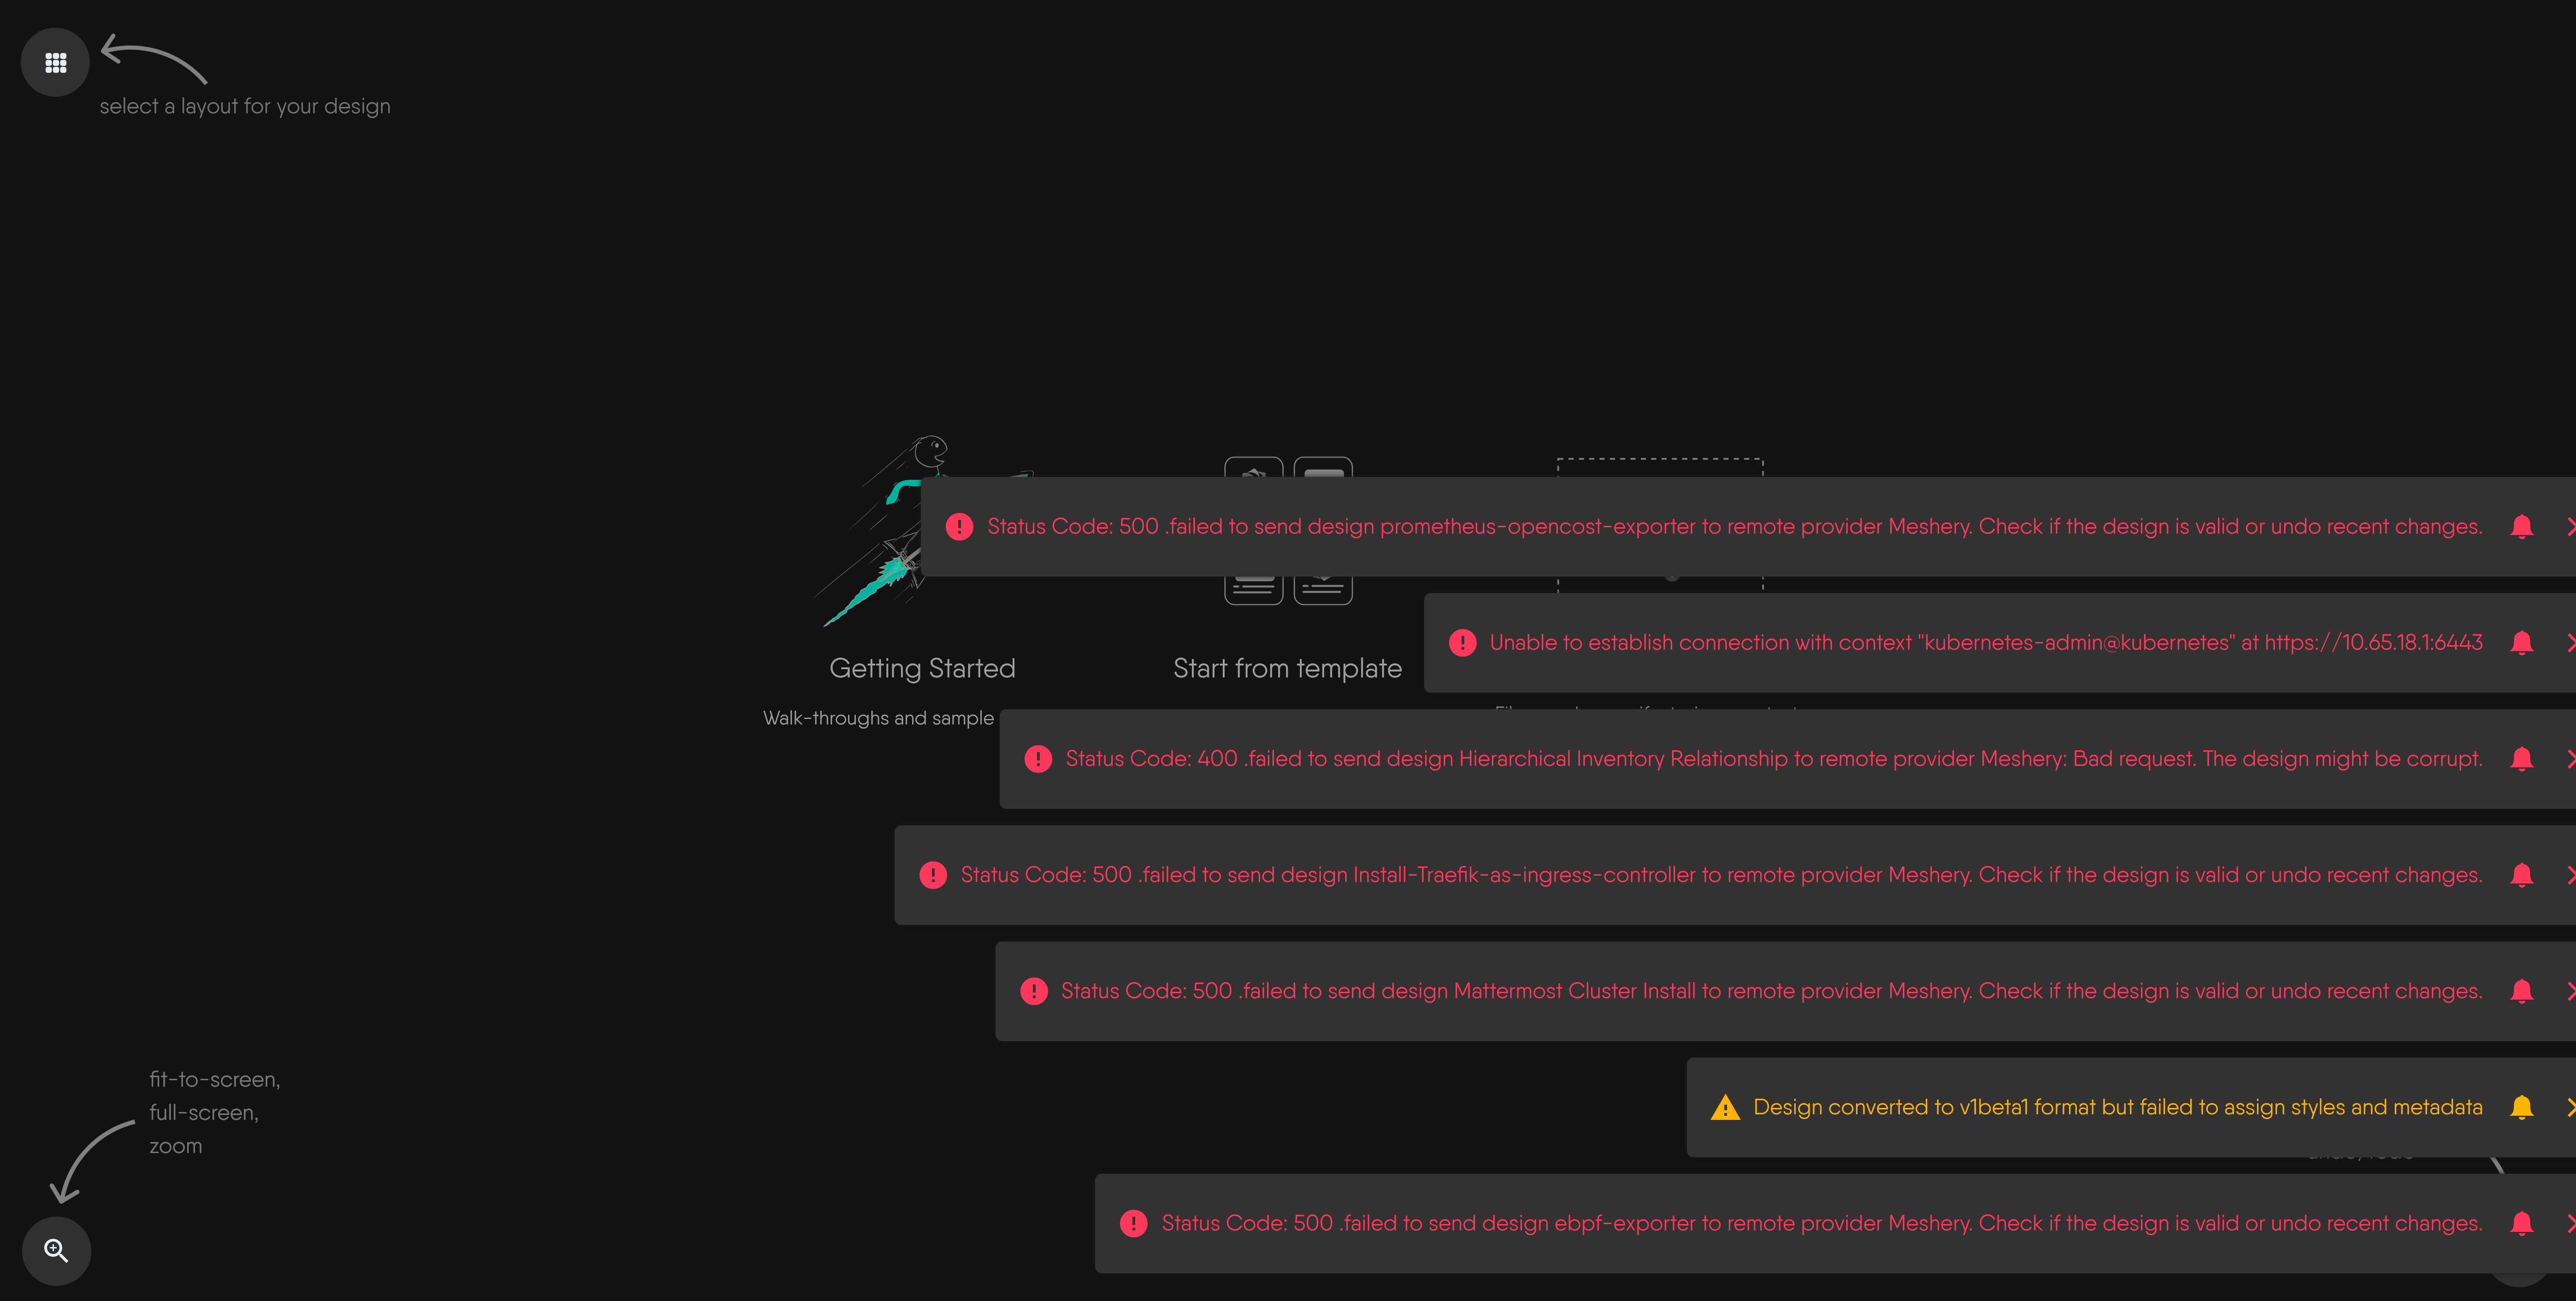 select a layout for your design
Status Code: 500 .failed to send design prometheus-opencost-exporter to remote provider Meshery. Check if the design is valid or undo recent changes.
Unable to establish connection with context "kubernetes-admin@kubernetes" at https://10.65.18.1:6443
Getting Started
Start from template
Walk-throughs and sample
Status Code: 400 .failed to send design Hierarchical Inventory Relationship to remote provider Meshery: Bad request. The design might be corrupt.
Status Code: 500 .failed to send design Install-Traefik-as-ingress-controller to remote provider Meshery. Check if the design is valid or undo recent changes.
Status Code: 500 .failed to send design Mattermost Cluster Install to remote provider Meshery. Check if the design is valid or undo recent changes.
fit-to-screen,
full-screen,
zoom
Design converted to v1beta1 format but failed to assign styles and metadata
Status Code: 500 .failed to send design ebpf-exporter to remote provider Meshery. Check if the design is valid or undo recent changes.